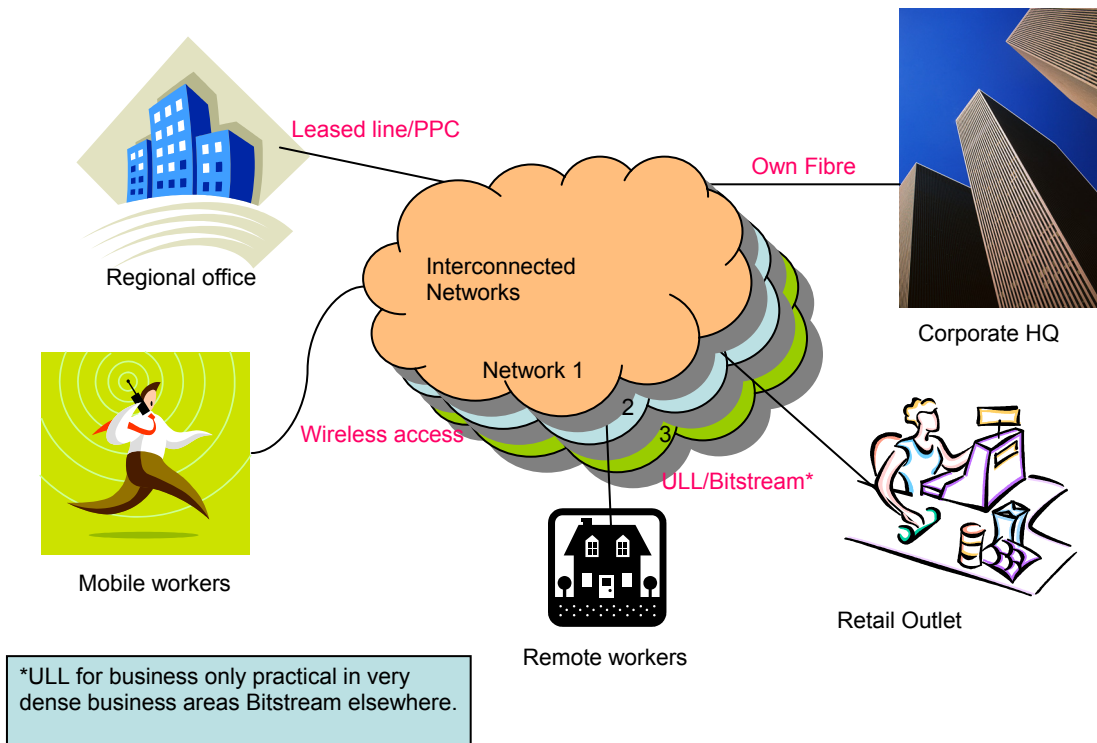 Leased line/PPC
Own Fibre
Regional office
Interconnected
Networks
Corporate HQ
Network 1
2
3
Wireless access
ULL/Bitstream*
Mobile workers
Retail Outlet
Remote workers
*ULL for business only practical in very
dense business areas Bitstream elsewhere.